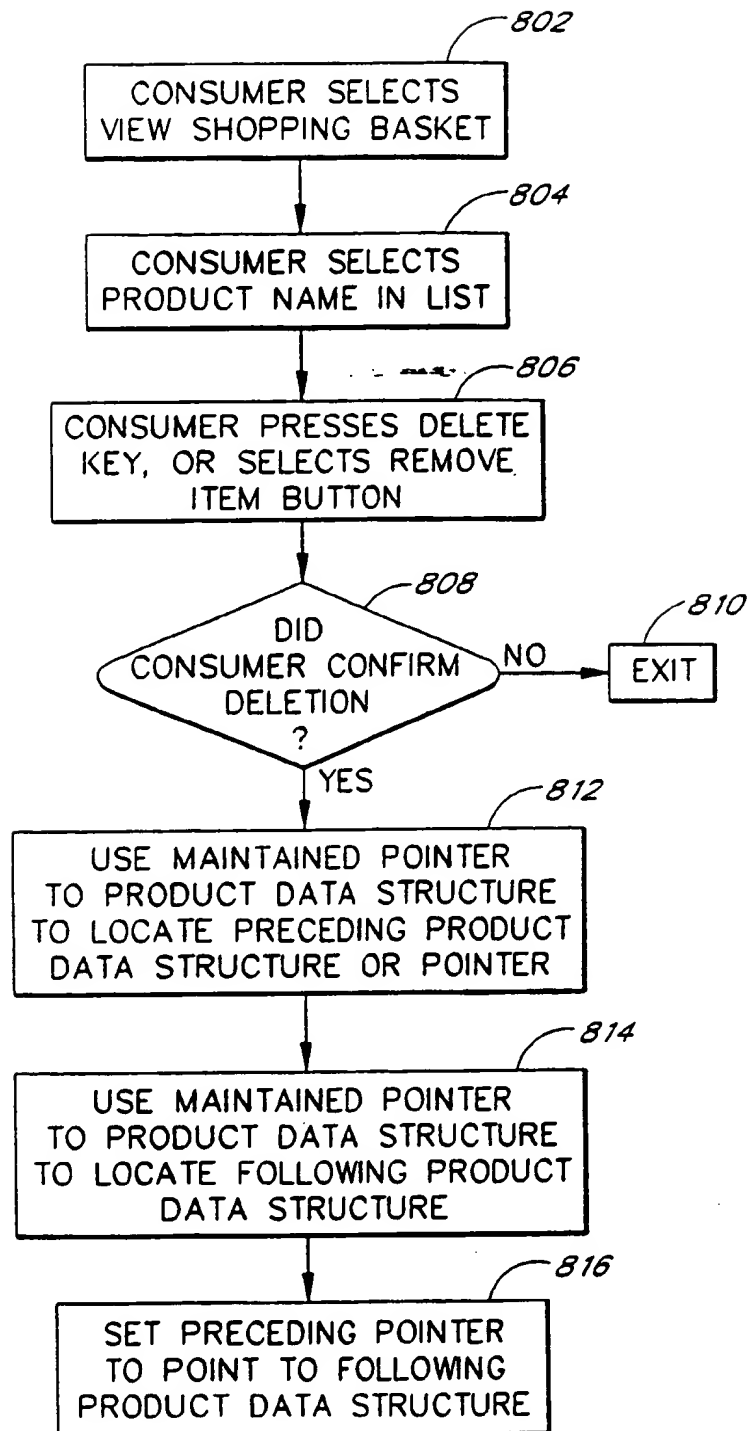 802
CONSUMER SELECTS
VIEW SHOPPING BASKET
804
CONSUMER SELECTS
PRODUCT NAME IN LIST
806
CONSUMER PRESSES DELETE
KEY, OR SELECTS REMOVE
ITEM BUTTON
808
DID
CONSUMER CONFIRM
DELETION
?
NO
810
EXIT
YES
812
USE MAINTAINED POINTER
TO PRODUCT DATA STRUCTURE
TO LOCATE PRECEDING PRODUCT
DATA STRUCTURE OR POINTER
814
USE MAINTAINED POINTER
TO PRODUCT DATA STRUCTURE
TO LOCATE FOLLOWING PRODUCT
DATA STRUCTURE
816
SET PRECEDING POINTER
TO POINT TO FOLLOWING
PRODUCT DATA STRUCTURE